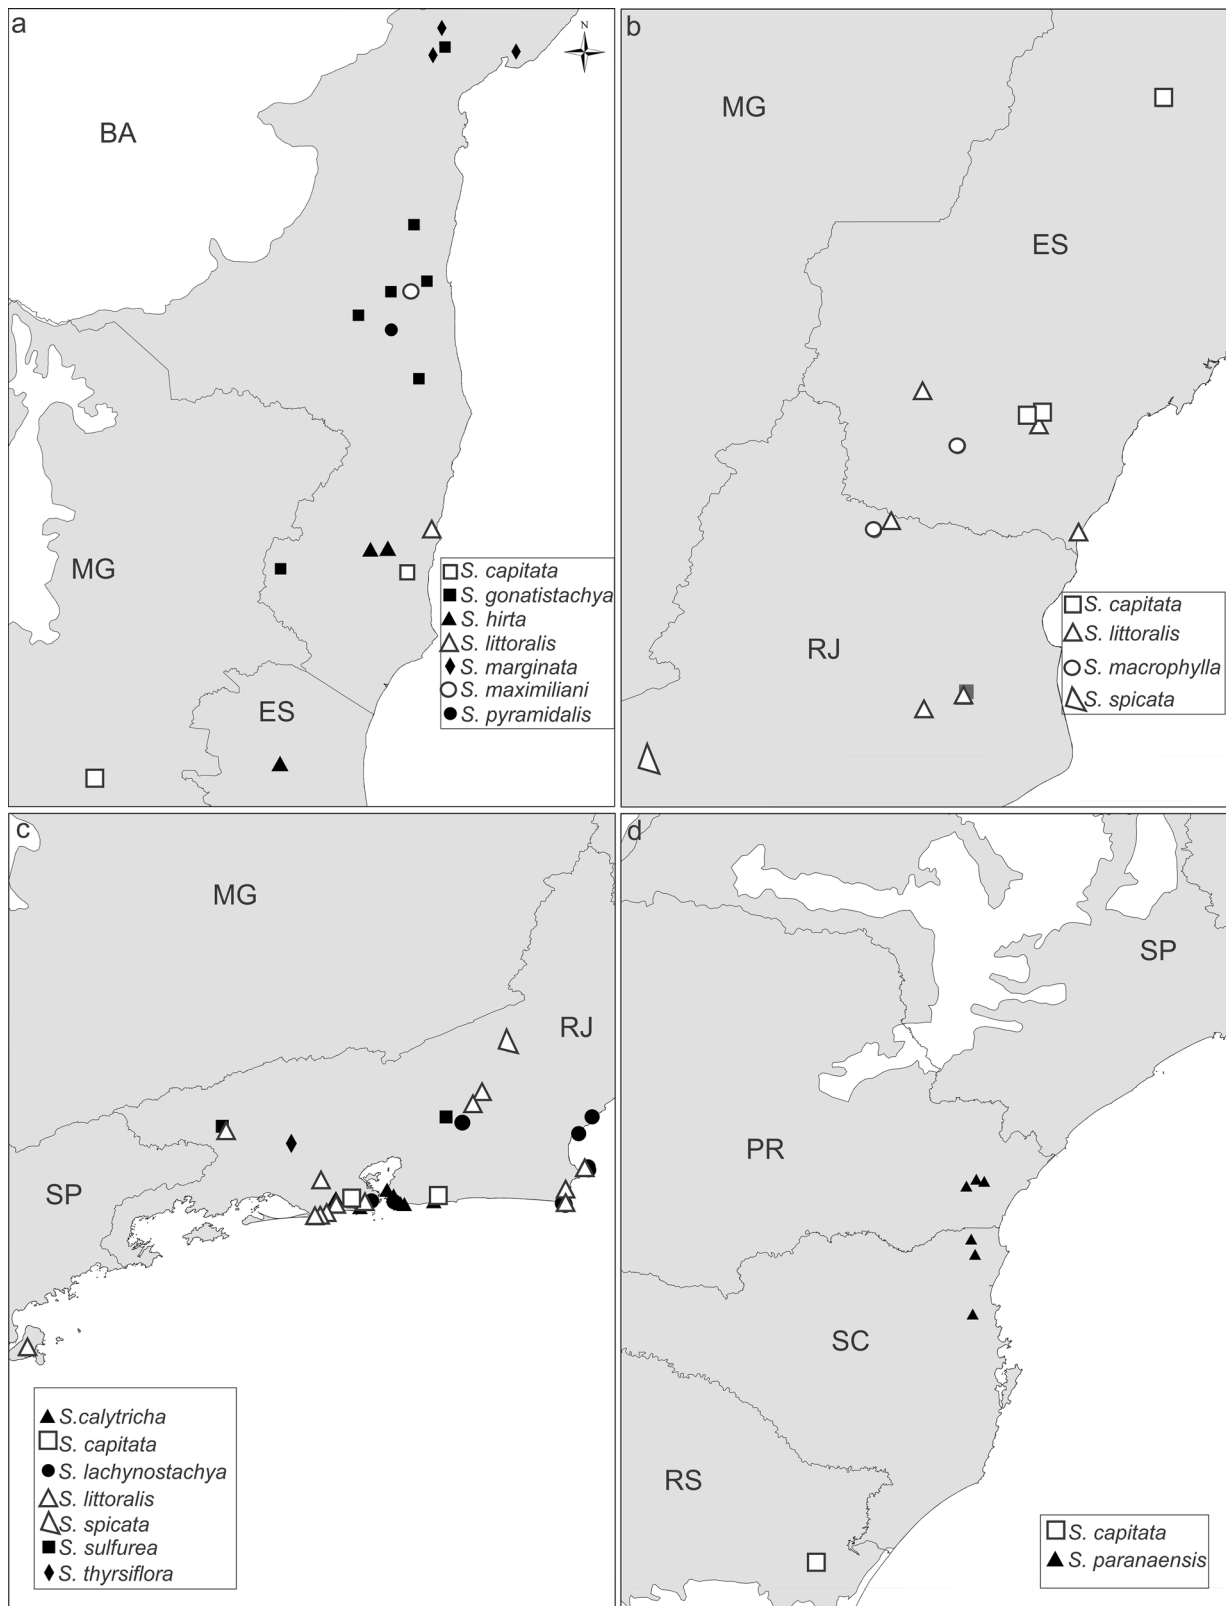 a
N
BA
MG
ES
S. capitata
S. gonatistachya
S. hirta
S. littoralis
S. marginata
S. maximiliani
S. pyramidalis
b
MG
ES
RJ
S. capitata
S. littoralis
S. macrophylla
S. spicata
c
MG
RJ
SP
S.calytricha
S. capitata
S. lachynostachya
S. littoralis
S. spicata
S. sulfurea
S. thyrsiflora
d
SP
PR
SC
RS
S. capitata
S. paranaensis